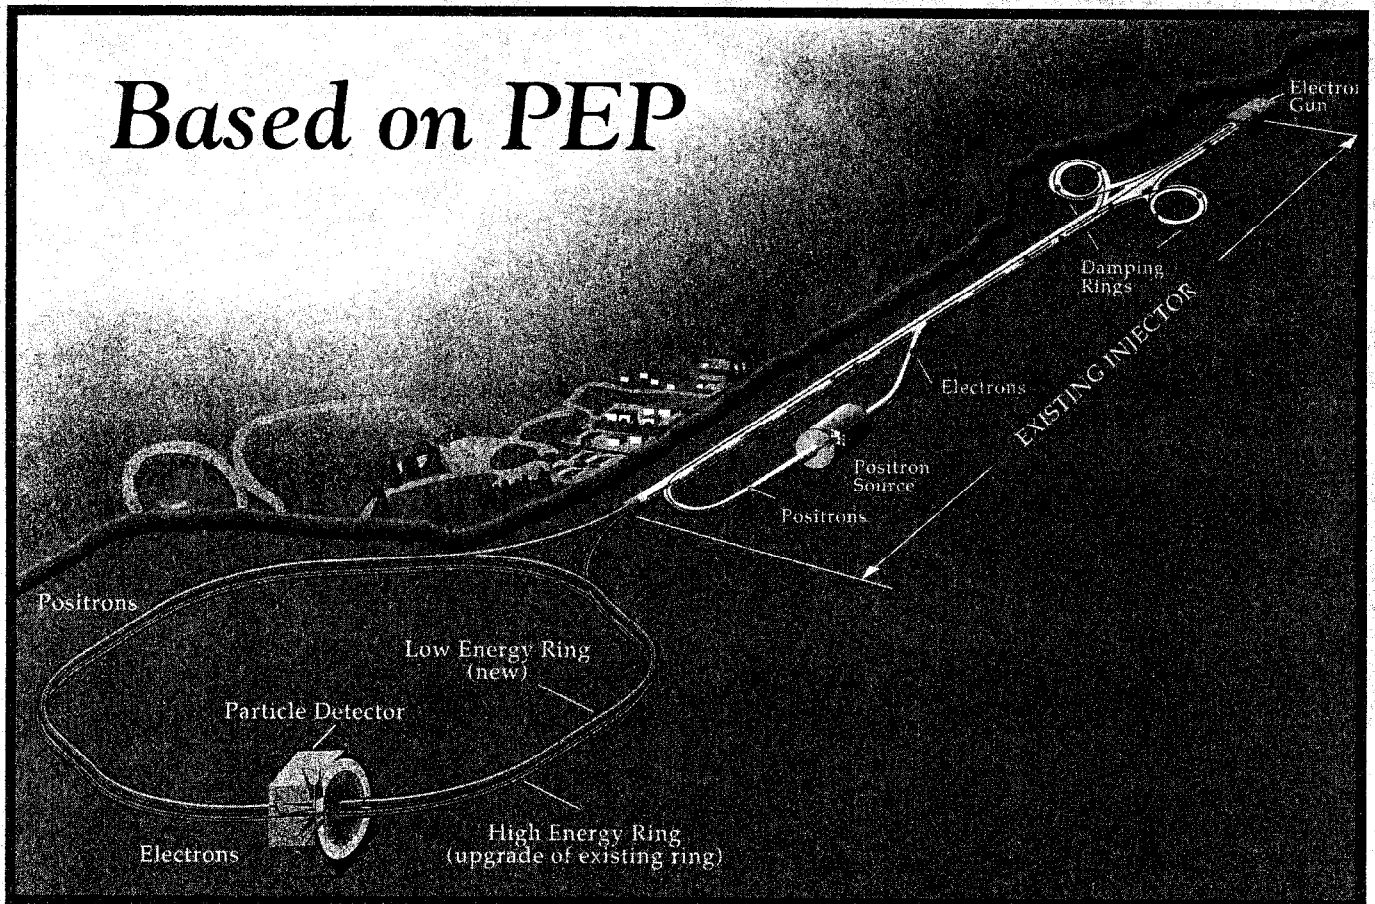 Based on PEP
Electron
Gun
Damping
Rings
EXISTING INJECTOR
Electrons
Positron
Source
Positrons
Positrons
Low Energy Ring
(new)
Particle Detector
High Energy Ring
(upgrade of existing ring)
Electrons